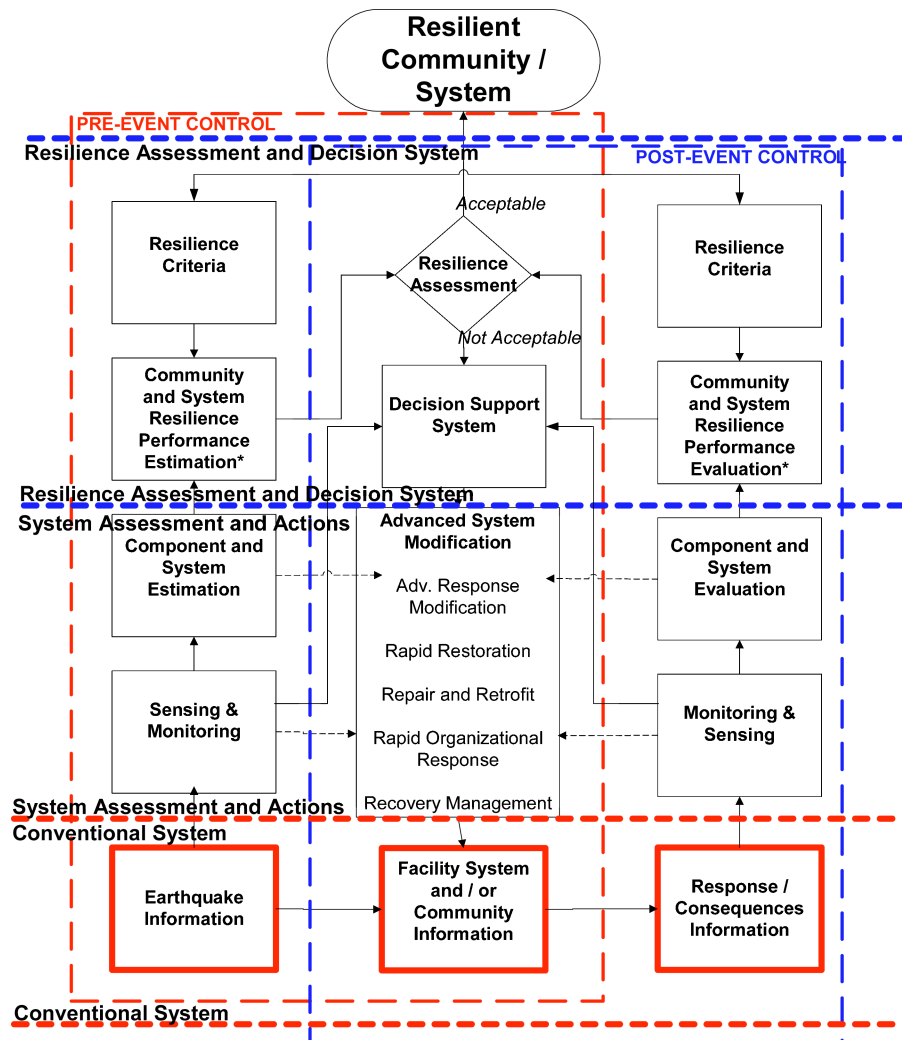 Resilient
Community /
System
PRE-EVENT CONTROL
Resilience Assessment and Decision System
POST-EVENT CONTROL
Acceptable
Resilience
Criteria
Resilience
Assessment
Resilience
Criteria
Not Acceptable
Community
and System
Resilience
Performance
Estimation*
Decision Support
System
Community
and System
Resilience
Performance
Evaluation*
Resilience Assessment and Decision System
System Assessment and Actions
Component and
System
Estimation
Advanced System
Modification
Adv. Response
Modification
Rapid Restoration
Repair and Retrofit
Rapid Organizational
Response
Recovery Management
Component and
System
Evaluation
Sensing &
Monitoring
Monitoring &
Sensing
System Assessment and Actions
Conventional System
Earthquake
Information
Facility System
and / or
Community
Information
Response /
Consequences
Information
Conventional System